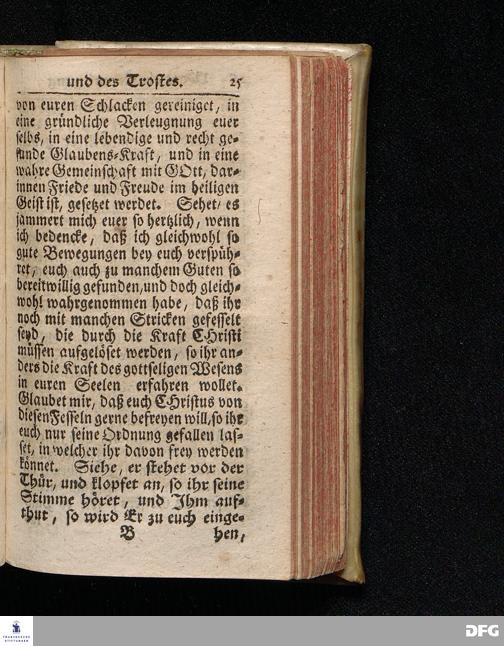 und des Trostes. 25
von euren Schlacken gereiniget, in
eine gründliche Verleugnung euer
selbs, in eine lebendige und recht ge-
sunde Glaubens-Kraft, und in eine
wahre Gemeinschaft mit GOtt, dar-
innen Friede und Freude im heiligen
Geist ist, gesetzet werdet. Sehet/ es
jammert mich euer so hertzlich, wenn
ich bedencke, daß ich gleichwohl so
gute Bewegungen bey euch verspüh-
ret, euch auch zu manchem Guten so
bereitwillig gefunden, und doch gleich-
wohl wahrgenommen habe, daß ihr
noch mit manchen Stricken gefesselt
seyd, die durch die Kraft CHristi
müssen aufgelöset werden, so ihr an-
ders die Kraft des gottseligen Wesens
in euren Seelen erfahren wollet.
Glaubet mir, daß euch CHristus von
diesen Fesseln gerne befreyen will, so ihr
euch nur seine Ordnung gefallen las-
set, in welcher ihr davon frey werden
könnet. Siehe, er stehet vor der
Thür, und klopfet an, so ihr seine
Stimme höret, und Ihm auf-
thut, so wird Er zu euch einge-
B hen,
FRANCKESCHE
STIFTUNGEN
DFG